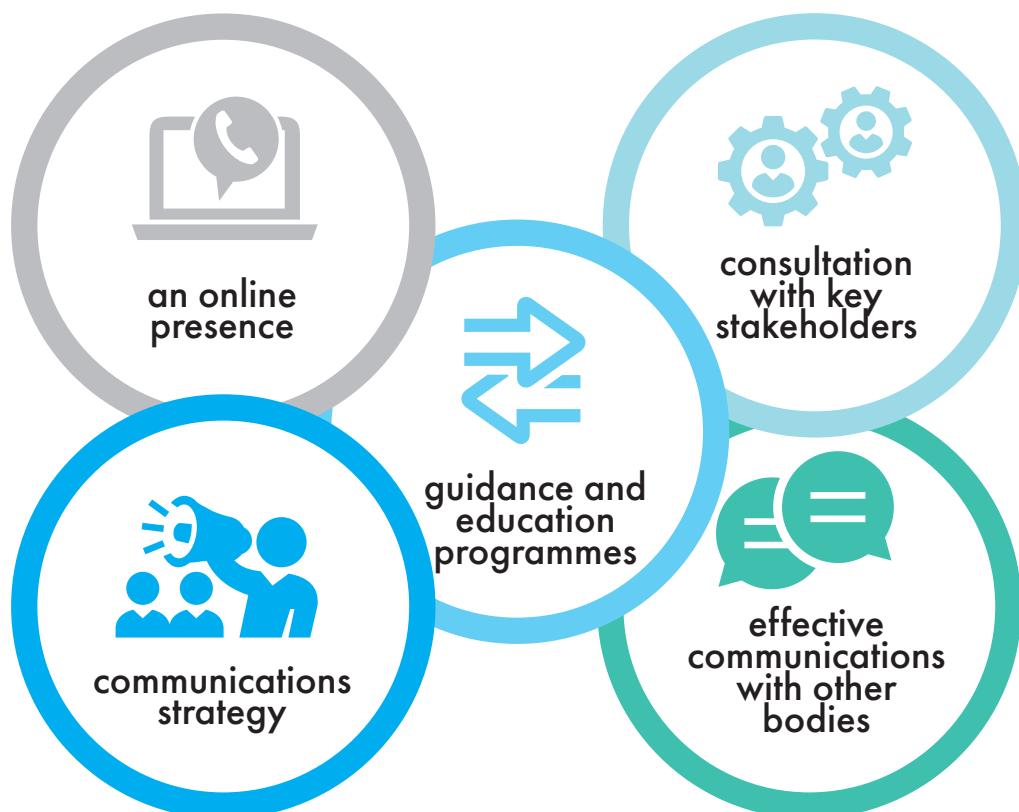 an online
presence
consultation
with key
stakeholders
guidance and
education
programmes
communications
strategy
effective
communications
with other
bodies